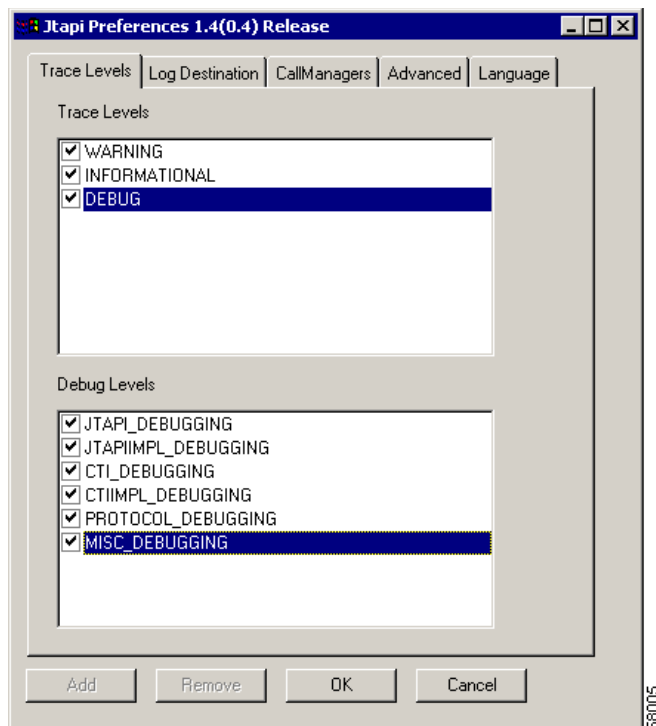 Jtapi Preferences 1.4(0.4) Release
Trace Levels Log Destination CallManagers Advanced Language
Trace Levels
WARNING
INFORMATIONAL
DEBUG
Debug Levels
JTAPI_DEBUGGING
JTAPIIMPL_DEBUGGING
CTI_DEBUGGING
CTIIMPL_DEBUGGING
PROTOCOL_DEBUGGING
MISC_DEBUGGING
Add Remove OK Cancel